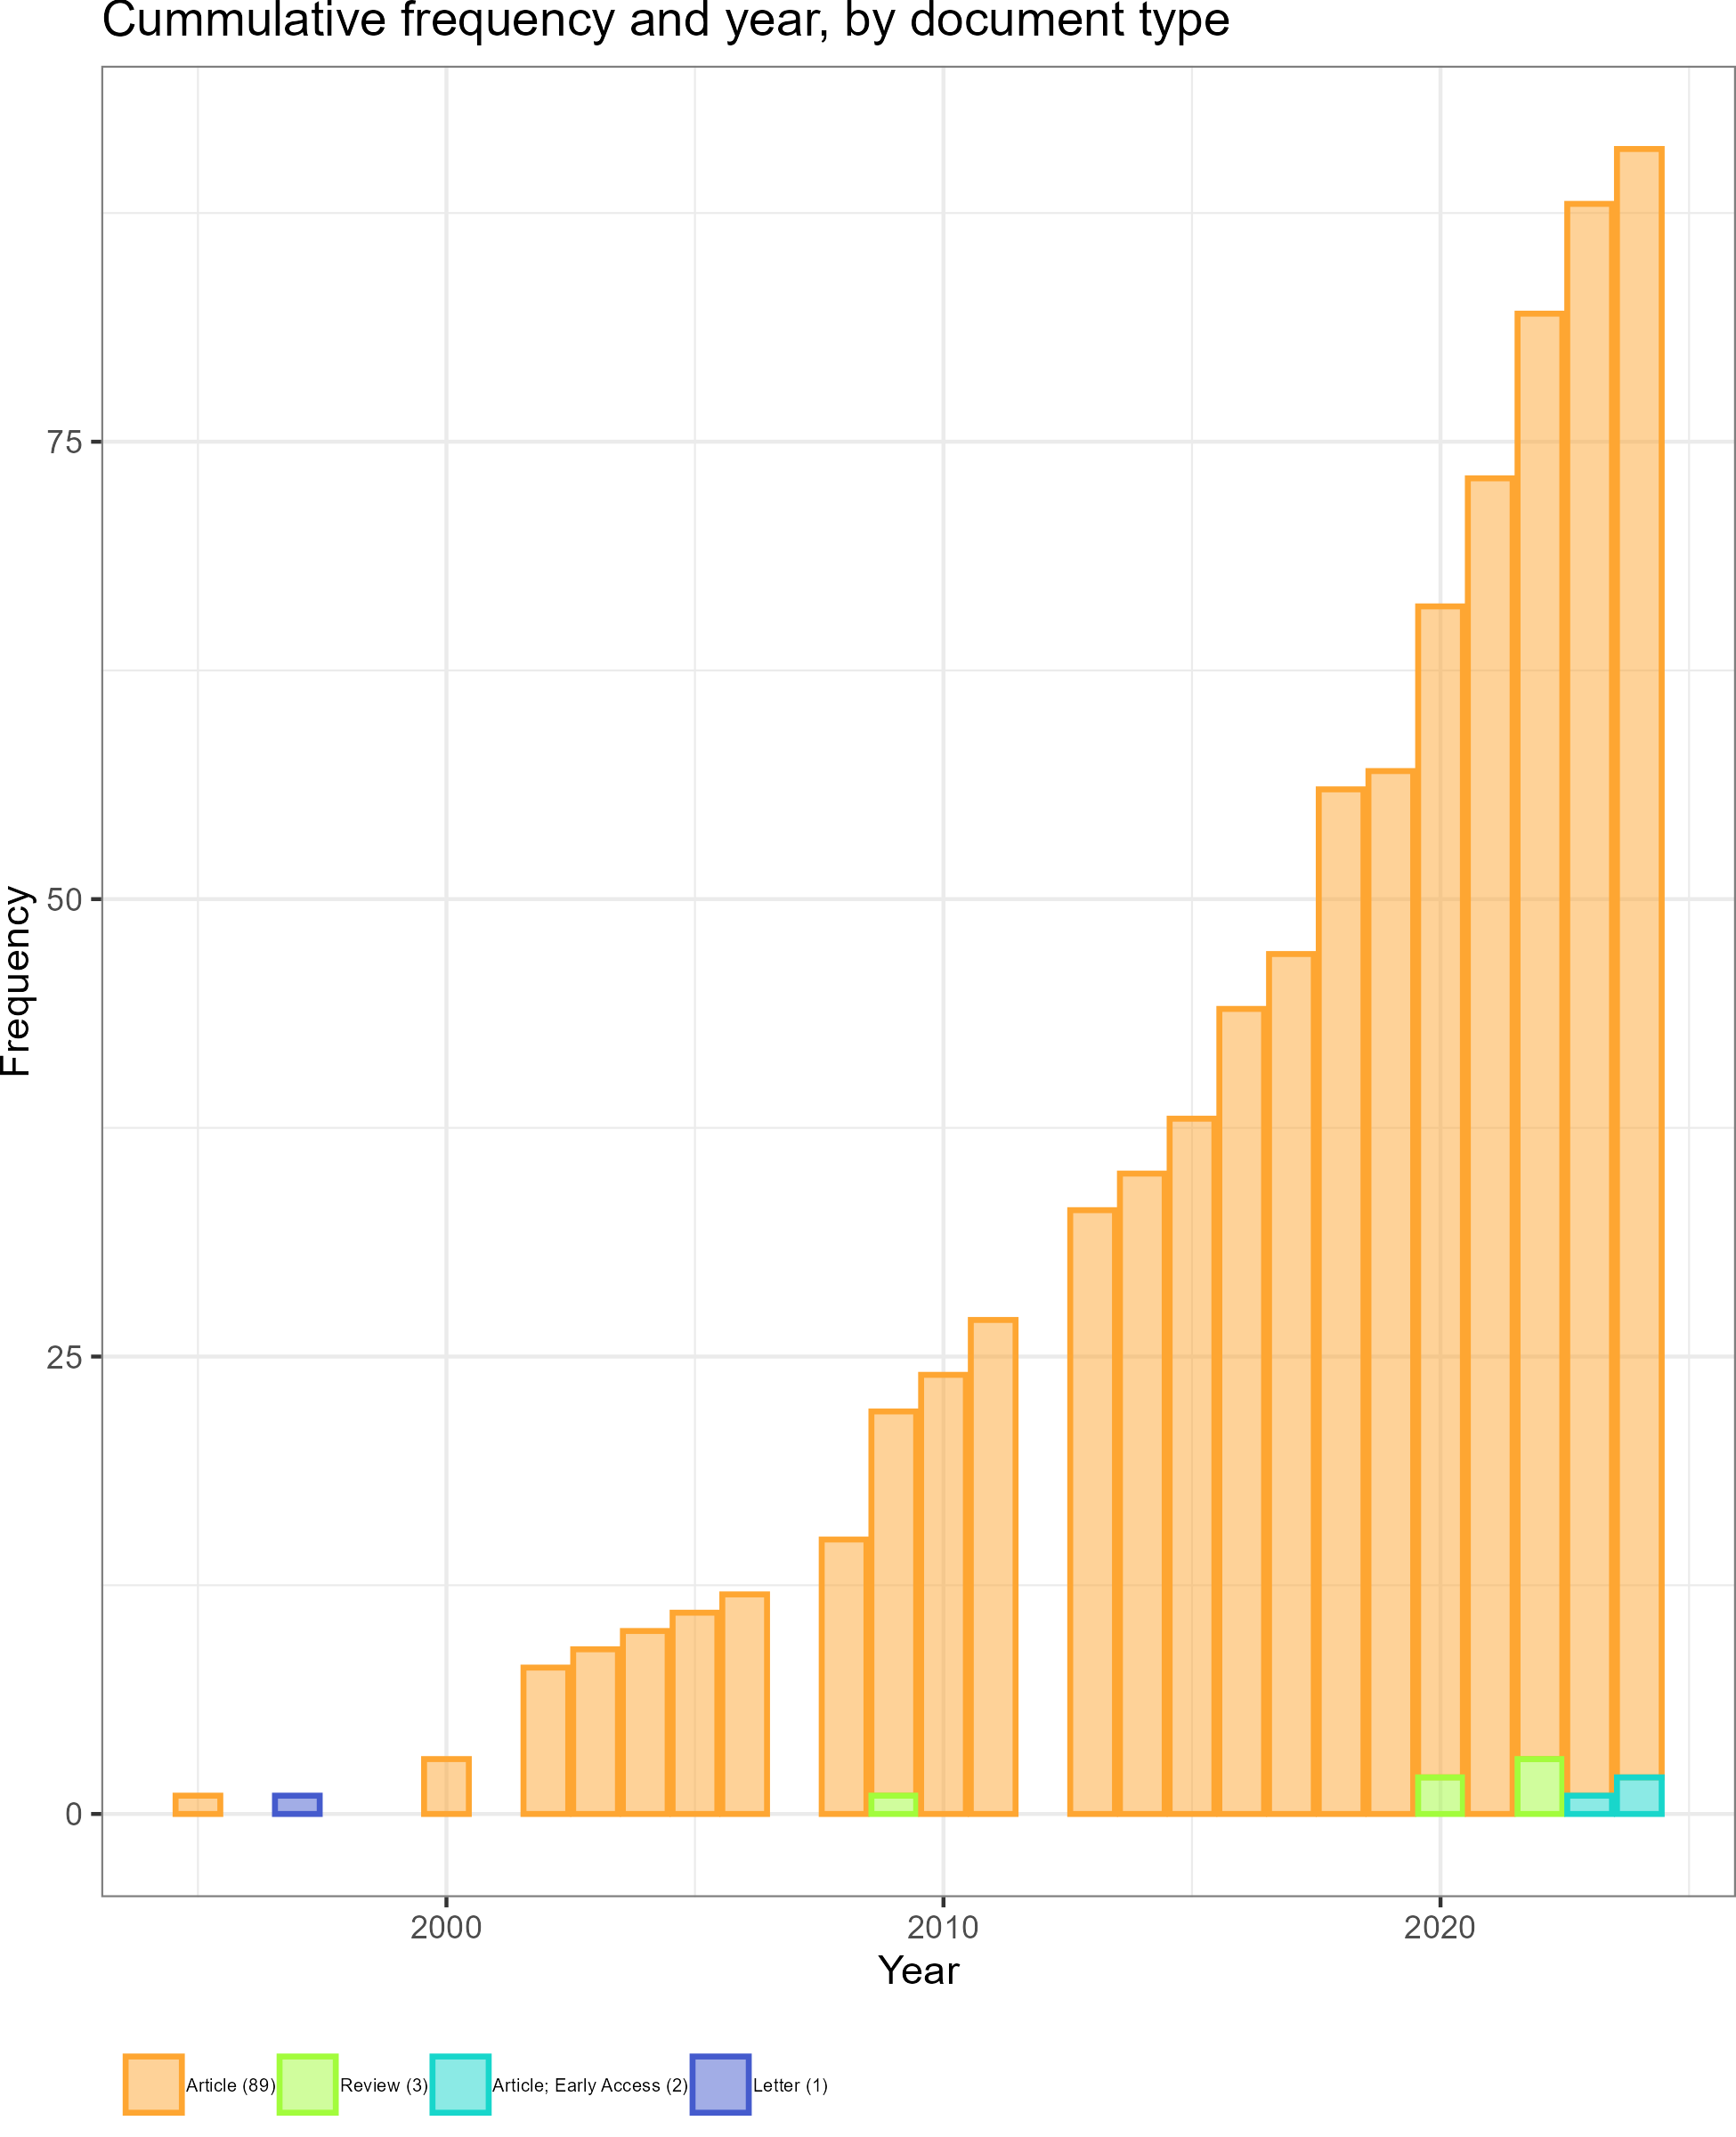 Cummulative frequency and year, by document type
Frequency
75
50
25
0
2000 2010 2020
Year
Article (89) Review (3) Article; Early Access (2) Letter (1)